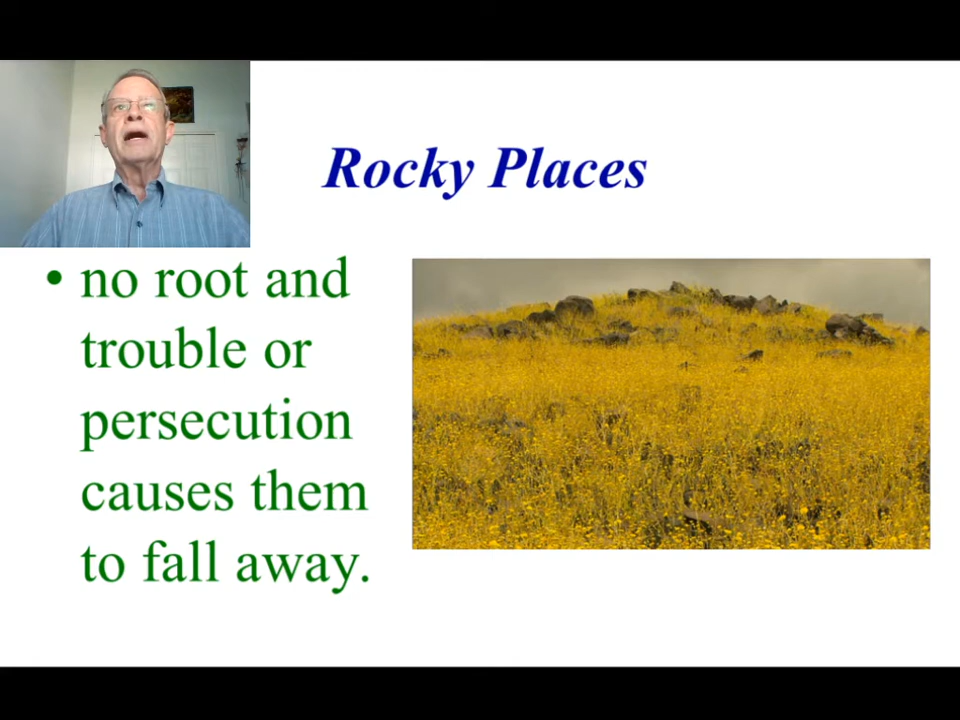 Rocky Places
• no root and
trouble or
persecution
causes them
to fall away.